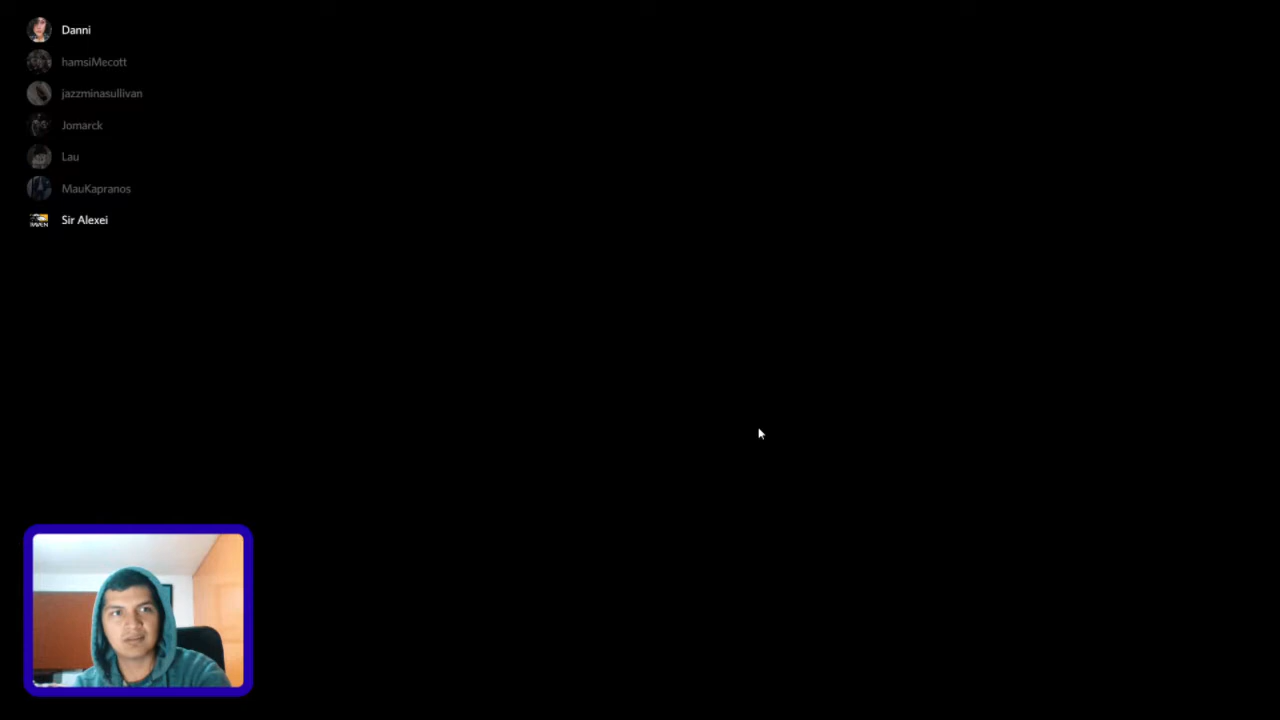 Danni
hamsiMecott
jazzminasullivan
Jomarck
Lau
MauKapranos
Sir Alexei